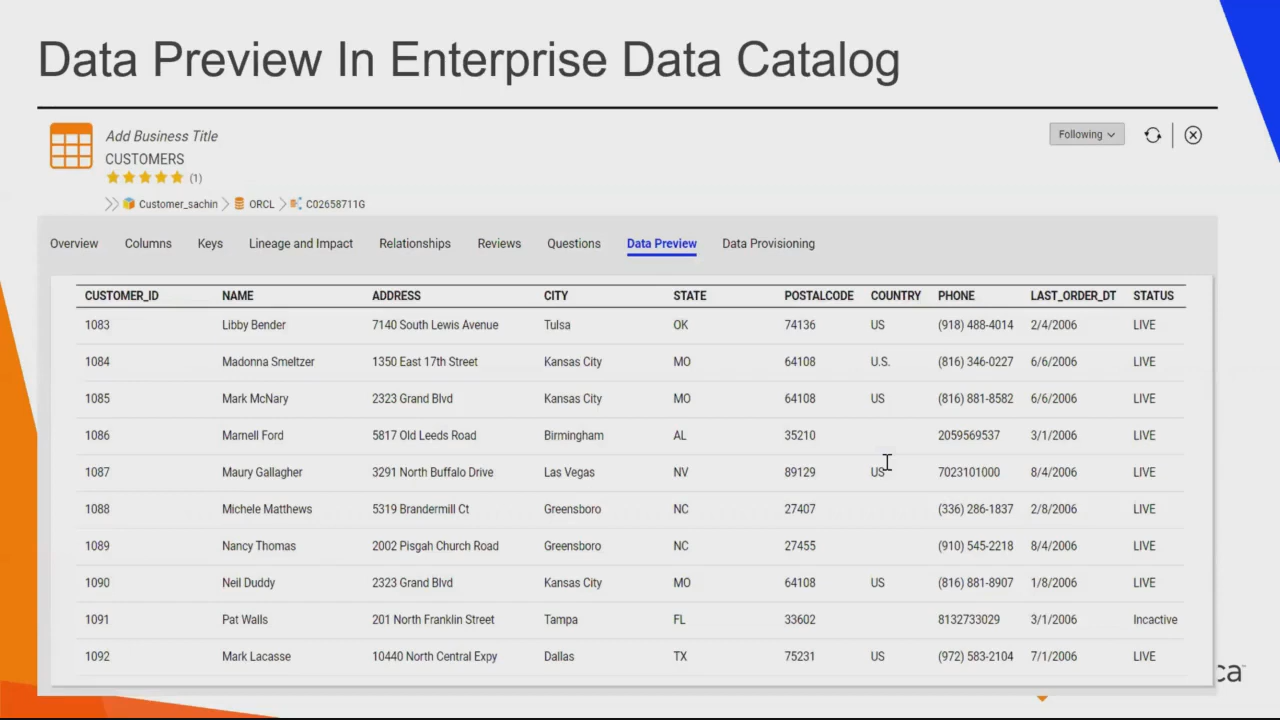 Data Preview In Enterprise Data Catalog
Add Business Title
CUSTOMERS
(1)
Following
Customer_sachin ORCL C02658711G
Overview Columns Keys Lineage and Impact Relationships Reviews Questions Data Preview Data Provisioning
CUSTOMER_ID NAME ADDRESS CITY STATE POSTALCODE COUNTRY PHONE LAST_ORDER_DT STATUS
1083 Libby Bender 7140 South Lewis Avenue Tulsa OK 74136 US (918) 488-4014 2/4/2006 LIVE
1084 Madonna Smeltzer 1350 East 17th Street Kansas City MO 64108 U.S. (816) 346-0227 6/6/2006 LIVE
1085 Mark McNary 2323 Grand Blvd Kansas City MO 64108 US (816) 881-8582 6/6/2006 LIVE
1086 Marnell Ford 5817 Old Leeds Road Birmingham AL 35210 2059569537 3/1/2006 LIVE
1087 Maury Gallagher 3291 North Buffalo Drive Las Vegas NV 89129 US 7023101000 8/4/2006 LIVE
1088 Michele Matthews 5319 Brandermill Ct Greensboro NC 27407 (336) 286-1837 2/8/2006 LIVE
1089 Nancy Thomas 2002 Pisgah Church Road Greensboro NC 27455 (910) 545-2218 8/4/2006 LIVE
1090 Neil Duddy 2323 Grand Blvd Kansas City MO 64108 US (816) 881-8907 1/8/2006 LIVE
1091 Pat Walls 201 North Franklin Street Tampa FL 33602 8132733029 3/1/2006 Incactive
1092 Mark Lacasse 10440 North Central Expy Dallas TX 75231 US (972) 583-2104 7/1/2006 LIVE